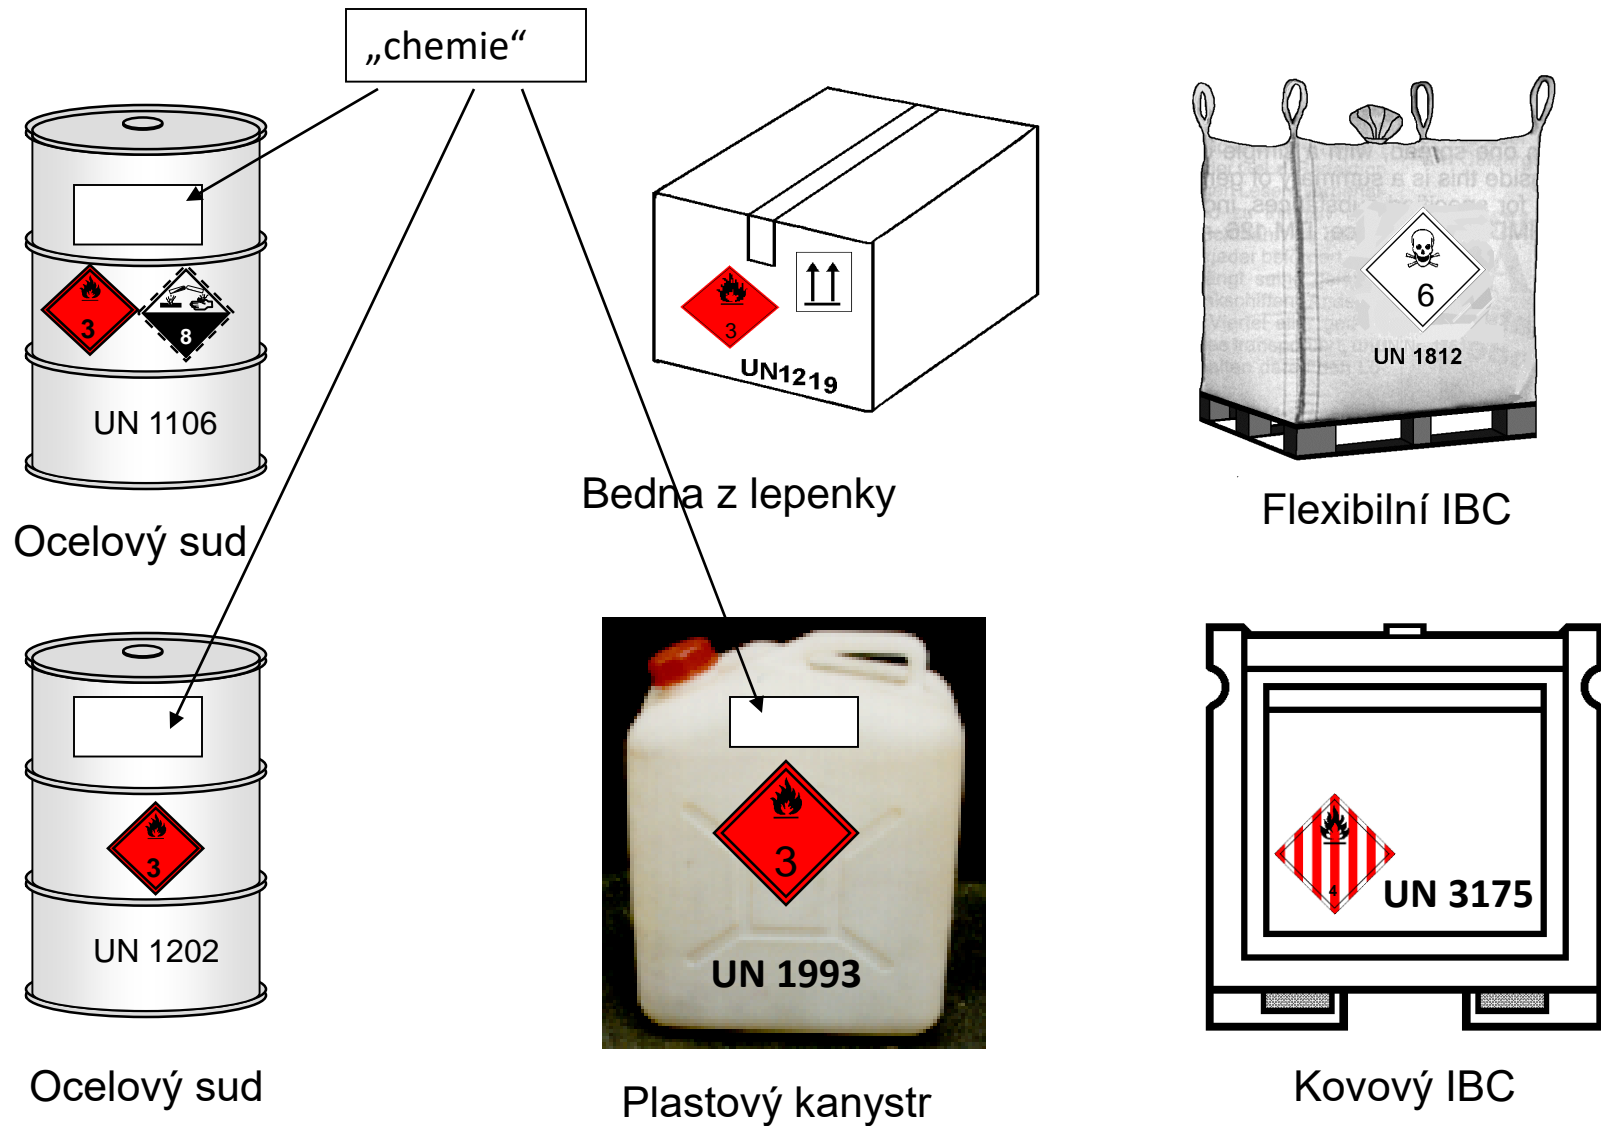 „chemie“
3
8
UN 1106
Ocelový sud
3
UN1219
Bedna z lepenky
6
UN 1812
Flexibilní IBC
3
UN 1202
Ocelový sud
3
UN 1993
Plastový kanystr
4
UN 3175
Kovový IBC